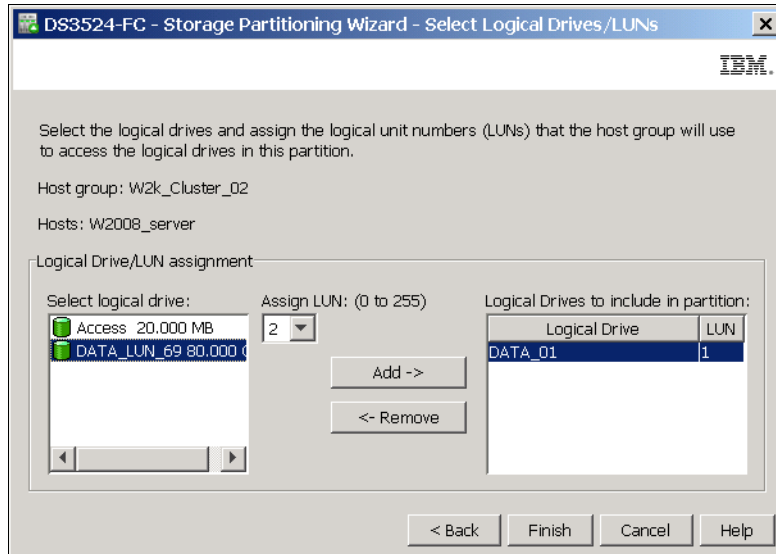 DS3524-FC - Storage Partitioning Wizard - Select Logical Drives/LUNs
IBM.
Select the logical drives and assign the logical unit numbers (LUNs) that the host group will use
to access the logical drives in this partition.
Host group: W2k_Cluster_02
Hosts: W2008_server
Logical Drive/LUN assignment
Select logical drive:
Assign LUN: (0 to 255)
Logical Drives to include in partition:
Access 20.000 MB
DATA_LUN_69 80.000
2
Add ->
<- Remove
Logical Drive LUN
DATA_01 1
< Back Finish Cancel Help